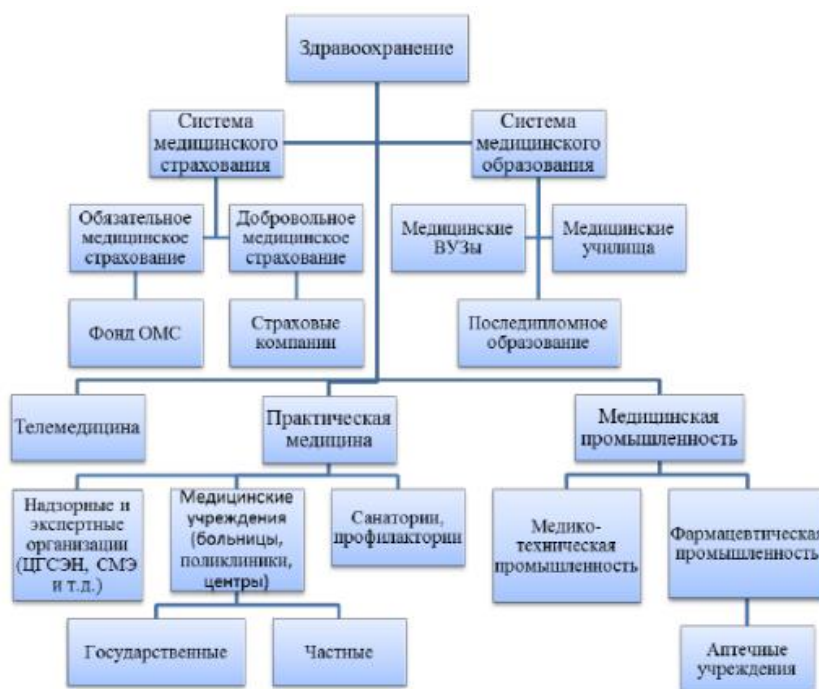 Здравоохранение
Система
медицинского
страхования
Система
медицинского
образования
Обязательное
медицинское
страхование
Добровольное
медицинское
страхование
Медицинские
ВУЗы
Медицинские
училища
Фонд ОМС
Страховые
компании
Последипломное
образование
Телемедицина
Практическая
медицина
Медицинская
промышленность
Надзорные и
экспертные
организации
(ЦГСЭН, СМЭ
и т.д.)
Медицинские
учреждения
(больницы,
поликлиники,
центры)
Санатории,
профилактории
Медико-
техническая
промышленность
Фармацевтическая
промышленность
Государственные
Частные
Аптечные
учреждения